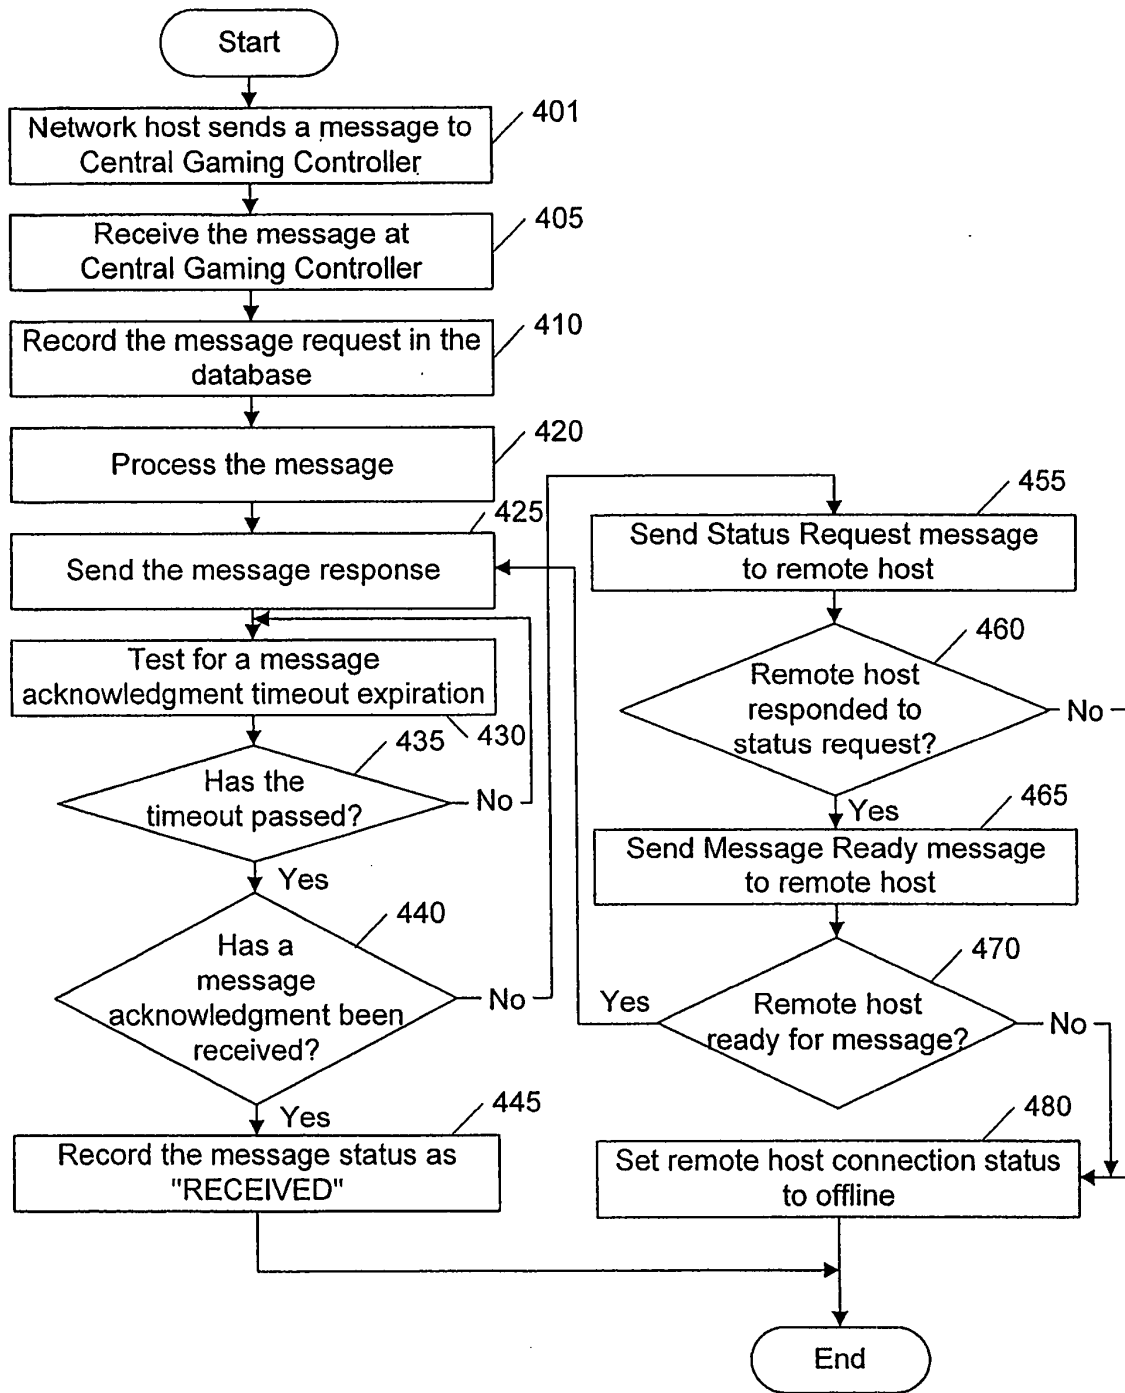 Start
Network host sends a message to
Central Gaming Controller
401
Receive the message at
Central Gaming Controller
405
Record the message request in the
database
410
Process the message
420
Send the message response
425
Test for a message
acknowledgment timeout expiration
430
Has the
timeout passed?
435
No
Yes
Has a
message
acknowledgment been
received?
440
No
Yes
Record the message status as
"RECEIVED"
445
Send Status Request message
to remote host
455
Remote host
responded to
status request?
460
No
Yes
Send Message Ready message
to remote host
465
Remote host
ready for message?
470
Yes
No
Set remote host connection status
to offline
480
End